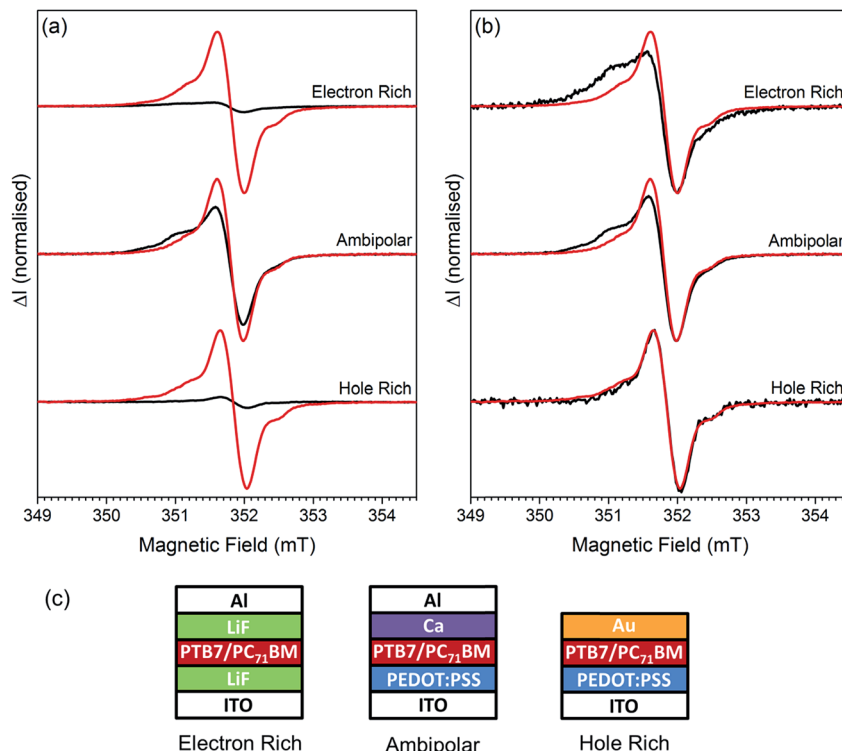 (a)
Electron Rich
Ambipolar
Hole Rich
ΔI (normalised)
349 350 351 352 353 354
Magnetic Field (mT)
(b)
Electron Rich
Ambipolar
Hole Rich
ΔI (normalised)
349 350 351 352 353 354
Magnetic Field (mT)
(c)
Al
LiF
PTB7/PC₇₁BM
LiF
ITO
Electron Rich
Al
Ca
PTB7/PC₇₁BM
PEDOT:PSS
ITO
Ambipolar
Au
PTB7/PC₇₁BM
PEDOT:PSS
ITO
Hole Rich